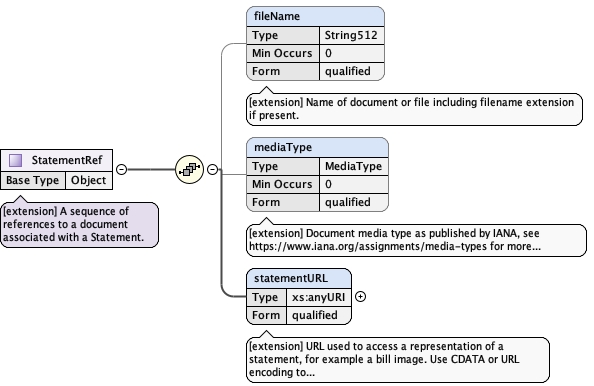 fileName
Type String512
Min Occurs 0
Form qualified
[extension] Name of document or file including filename extension
if present.
mediaType
Type MediaType
Min Occurs 0
Form qualified
[extension] Document media type as published by IANA, see
https://www.iana.org/assignments/media-types for more...
StatementRef
Base Type Object
[extension] A sequence of
references to a document
associated with a Statement.
statementURL
Type xs:anyURI
Form qualified
[extension] URL used to access a representation of a
statement, for example a bill image. Use CDATA or URL
encoding to...